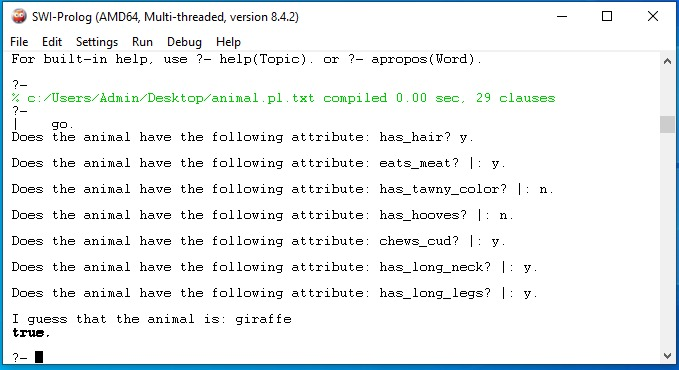 SWI-Prolog (AMD64, Multi-threaded, version 8.4.2)
File Edit Settings Run Debug Help
For built-in help, use ?- help(Topic). or ?- apropos(Word).
?-
% c:/Users/Admin/Desktop/animal.pl.txt compiled 0.00 sec, 29 clauses
?-
| go.
Does the animal have the following attribute: has_hair? y.
Does the animal have the following attribute: eats_meat? |: y.
Does the animal have the following attribute: has_tawny_color? |: n.
Does the animal have the following attribute: has_hooves? |: n.
Does the animal have the following attribute: chews_cud? |: y.
Does the animal have the following attribute: has_long_neck? |: y.
Does the animal have the following attribute: has_long_legs? |: y.
I guess that the animal is: giraffe
true.
?-